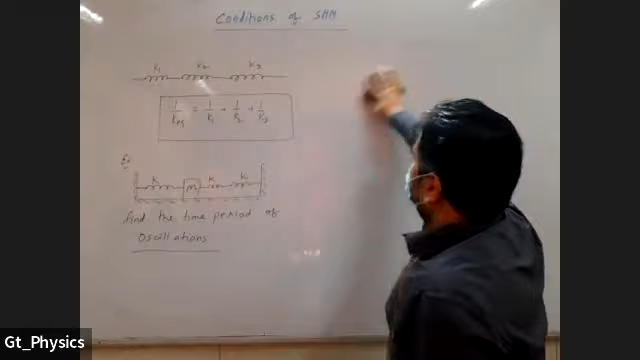 Conditions of SHM
K1 K2 K3
1/Keq = 1/K1 + 1/K2 + 1/K3
Ex
K m K K
find the time period of
Oscillations
Gt_Physics